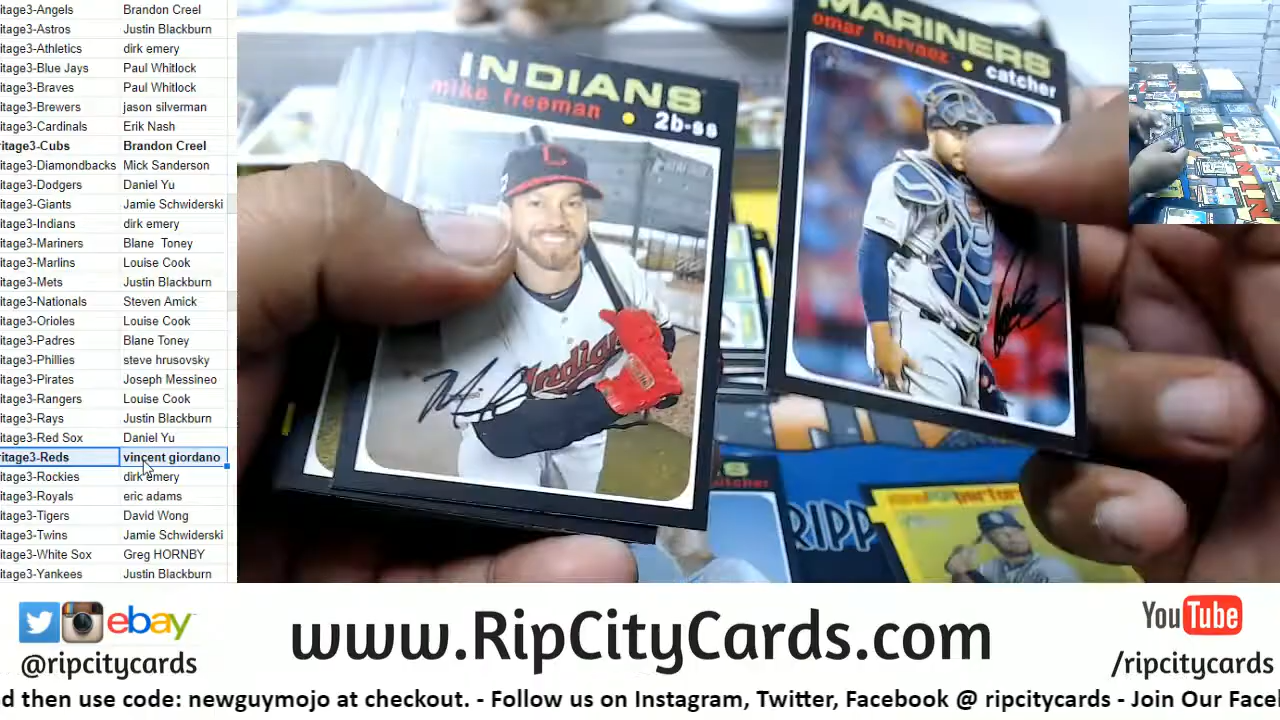 itage3-Angels Brandon Creel
itage3-Astros Justin Blackburn
itage3-Athletics dirk emery
itage3-Blue Jays Paul Whitlock
itage3-Braves Paul Whitlock
itage3-Brewers jason silverman
itage3-Cardinals Erik Nash
ritage3-Cubs Brandon Creel
itage3-Diamondbacks Mick Sanderson
itage3-Dodgers Daniel Yu
itage3-Giants Jamie Schwiderski
itage3-Indians dirk emery
itage3-Mariners Blane Toney
itage3-Marlins Louise Cook
itage3-Mets Justin Blackburn
itage3-Nationals Steven Amick
itage3-Orioles Louise Cook
itage3-Padres Blane Toney
itage3-Phillies steve hrusovsky
itage3-Pirates Joseph Messineo
itage3-Rangers Louise Cook
itage3-Rays Justin Blackburn
itage3-Red Sox Daniel Yu
ritage3-Reds vincent giordano
itage3-Rockies dirk emery
itage3-Royals eric adams
itage3-Tigers David Wong
itage3-Twins Jamie Schwiderski
itage3-White Sox Greg HORNBY
itage3-Yankees Justin Blackburn
INDIANS
mike freeman 2b-ss
Indians
MARINERS
omar narvaez catcher
RIPP
ebay
@ripcitycards
www.RipCityCards.com
YouTube
/ripcitycards
d then use code: newguymojo at checkout. - Follow us on Instagram, Twitter, Facebook @ ripcitycards - Join Our Facel